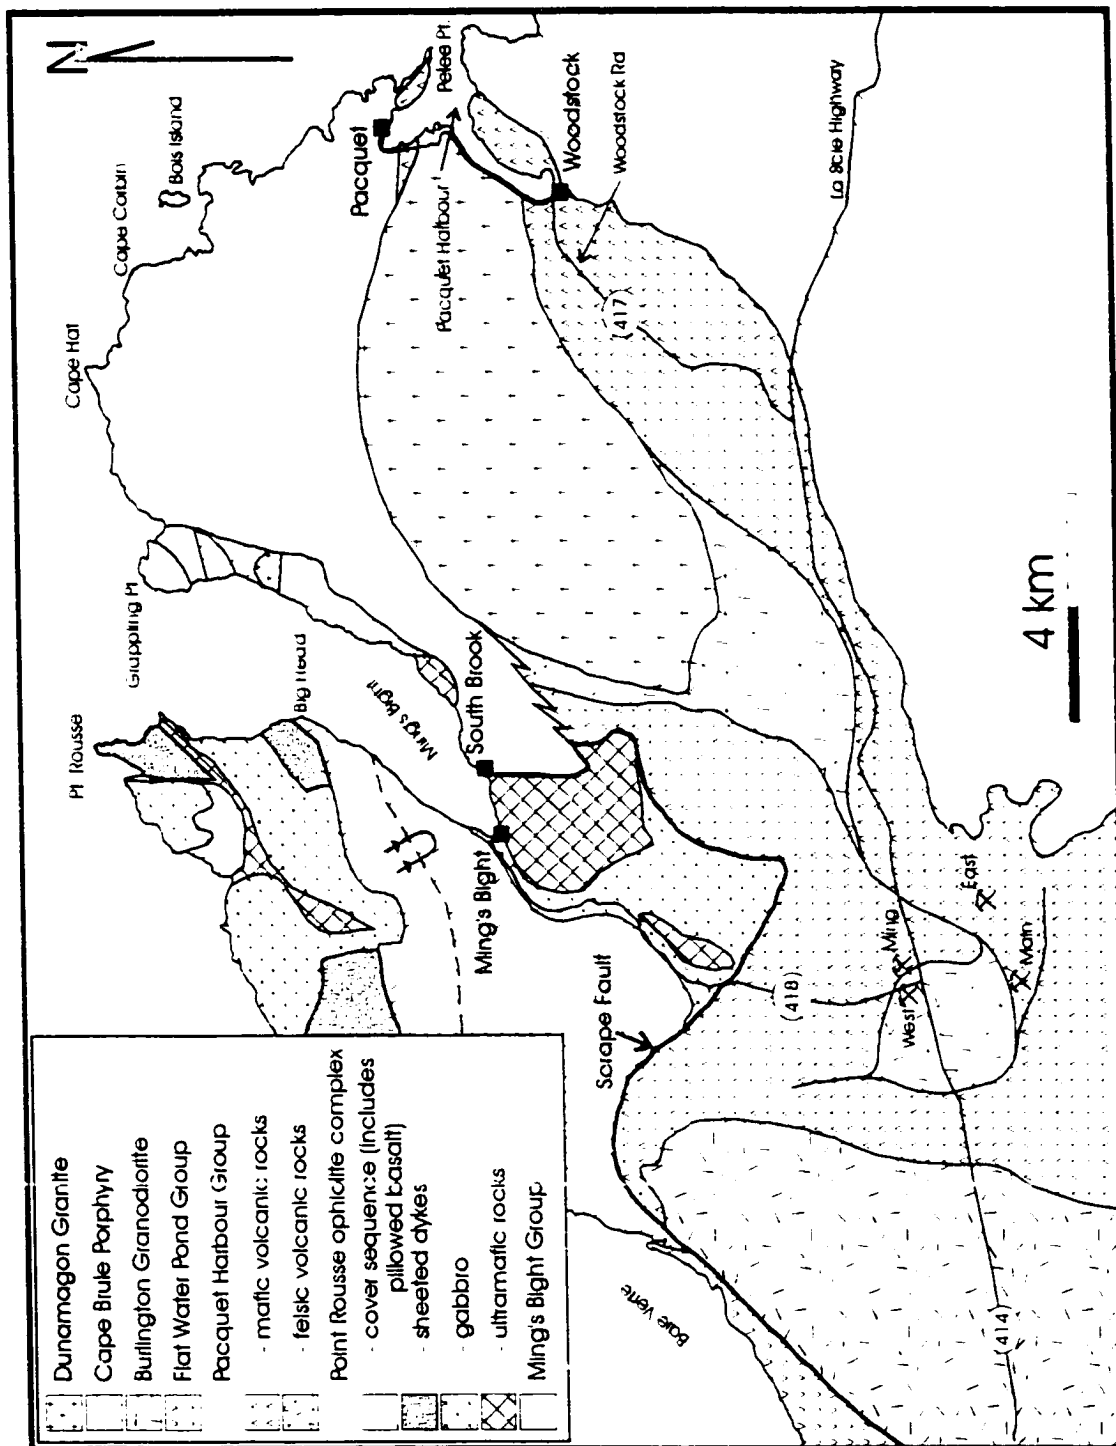 N
Dunamagon Granite
Cape Brule Porphyry
Burlington Granodiorite
Flat Water Pond Group
Pacquet Harbour Group
- mafic volcanic rocks
- felsic volcanic rocks
Point Rousse ophiolite complex
- cover sequence (includes
pillowed basalt)
- sheeted dykes
- gabbro
- ultramafic rocks
Ming's Bight Group
Pt Rousse
Grappling Pt
Big Head
Ming's Bight
Cape Hat
Cape Corbin
Bois Island
Pacquet
Pelee Pt.
Pacquet Harbour
Woodstock
Woodstock Rd
(417)
La Scie Highway
South Brook
Ming's Bight
Scrape Fault
(418)
West
Ming
East
Main
Baie Verte
(414)
4 km